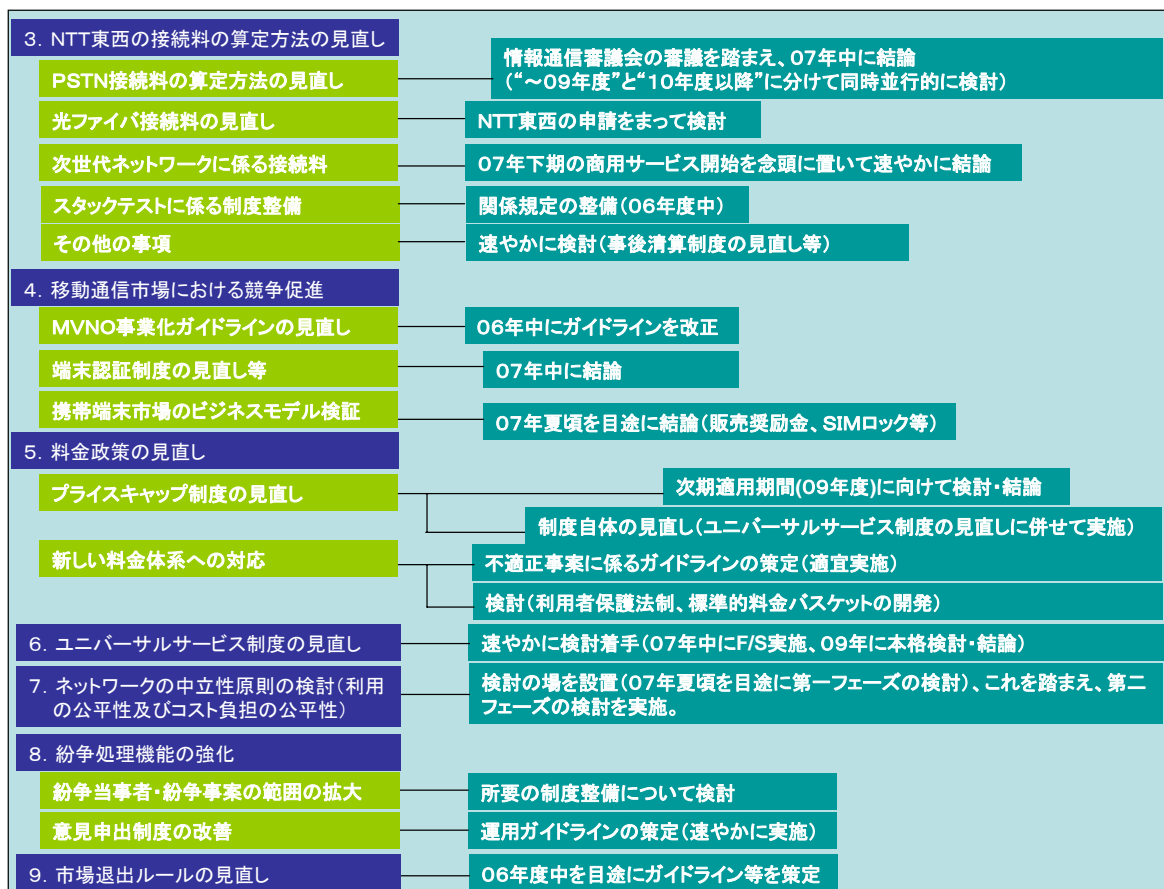 3．NTT東西の接続料の算定方法の見直し
PSTN接続料の算定方法の見直し
情報通信審議会の審議を踏まえ、07年中に結論
（“～09年度”と“10年度以降”に分けて同時並行的に検討）
光ファイバ接続料の見直し
NTT東西の申請をまって検討
次世代ネットワークに係る接続料
07年下期の商用サービス開始を念頭に置いて速やかに結論
スタックテストに係る制度整備
関係規定の整備（06年度中）
その他の事項
速やかに検討（事後清算制度の見直し等）
4．移動通信市場における競争促進
MVNO事業化ガイドラインの見直し
06年中にガイドラインを改正
端末認証制度の見直し等
07年中に結論
携帯端末市場のビジネスモデル検証
07年夏頃を目途に結論（販売奨励金、SIMロック等）
5．料金政策の見直し
プライスキャップ制度の見直し
次期適用期間(09年度)に向けて検討・結論
制度自体の見直し（ユニバーサルサービス制度の見直しに併せて実施）
新しい料金体系への対応
不適正事案に係るガイドラインの策定（適宜実施）
検討（利用者保護法制、標準的料金バスケットの開発）
6．ユニバーサルサービス制度の見直し
速やかに検討着手（07年中にF/S実施、09年に本格検討・結論）
7．ネットワークの中立性原則の検討（利用
の公平性及びコスト負担の公平性）
検討の場を設置（07年夏頃を目途に第一フェーズの検討）、これを踏まえ、第二
フェーズの検討を実施。
8．紛争処理機能の強化
紛争当事者・紛争事案の範囲の拡大
所要の制度整備について検討
意見申出制度の改善
運用ガイドラインの策定（速やかに実施）
9．市場退出ルールの見直し
06年度中を目途にガイドライン等を策定